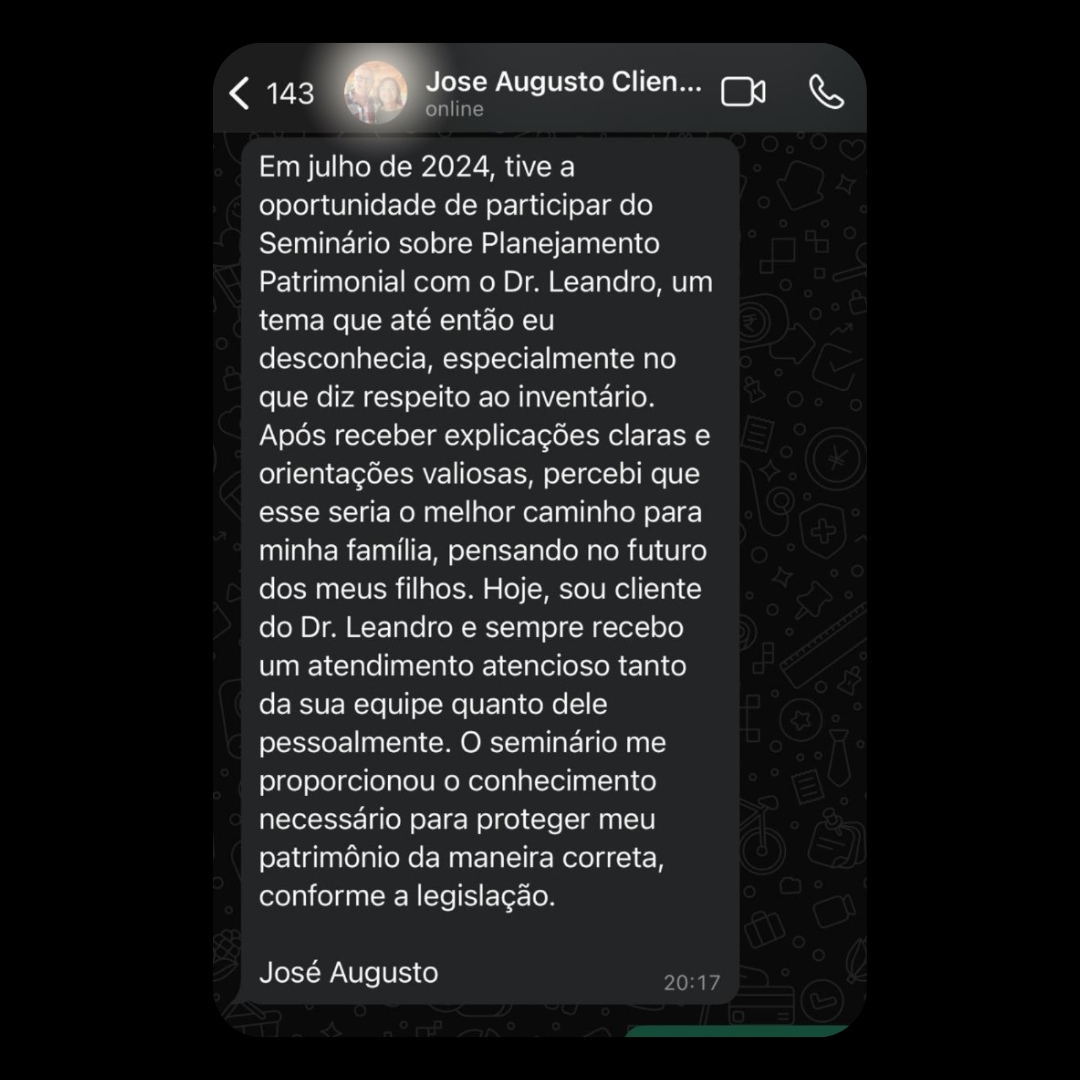 143
Jose Augusto Clien...
online
Em julho de 2024, tive a
oportunidade de participar do
Seminário sobre Planejamento
Patrimonial com o Dr. Leandro, um
tema que até então eu
desconhecia, especialmente no
que diz respeito ao inventário.
Após receber explicações claras e
orientações valiosas, percebi que
esse seria o melhor caminho para
minha família, pensando no futuro
dos meus filhos. Hoje, sou cliente
do Dr. Leandro e sempre recebo
um atendimento atencioso tanto
da sua equipe quanto dele
pessoalmente. O seminário me
proporcionou o conhecimento
necessário para proteger meu
patrimônio da maneira correta,
conforme a legislação.
José Augusto
20:17